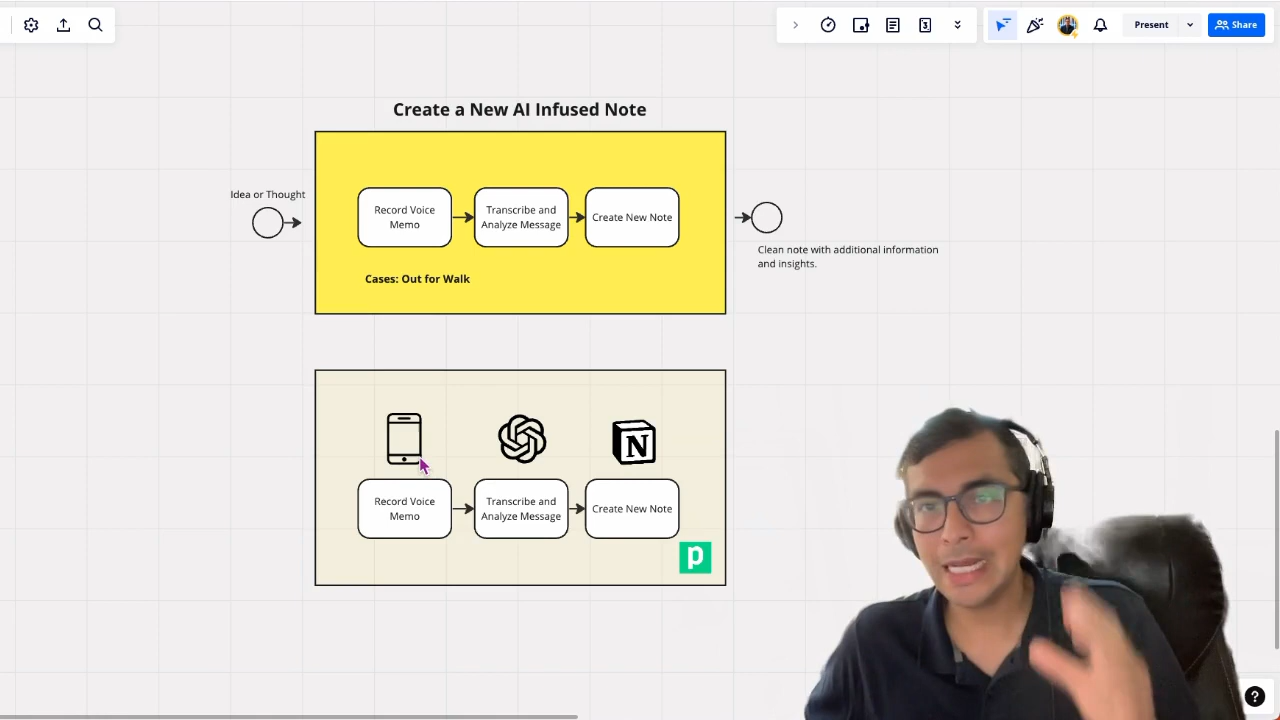 Present
Share
3
Create a New AI Infused Note
Idea or Thought
Record Voice
Memo
Transcribe and
Analyze Message
Create New Note
Cases: Out for Walk
Clean note with additional information
and insights.
N
Record Voice
Memo
Transcribe and
Analyze Message
Create New Note
p
?